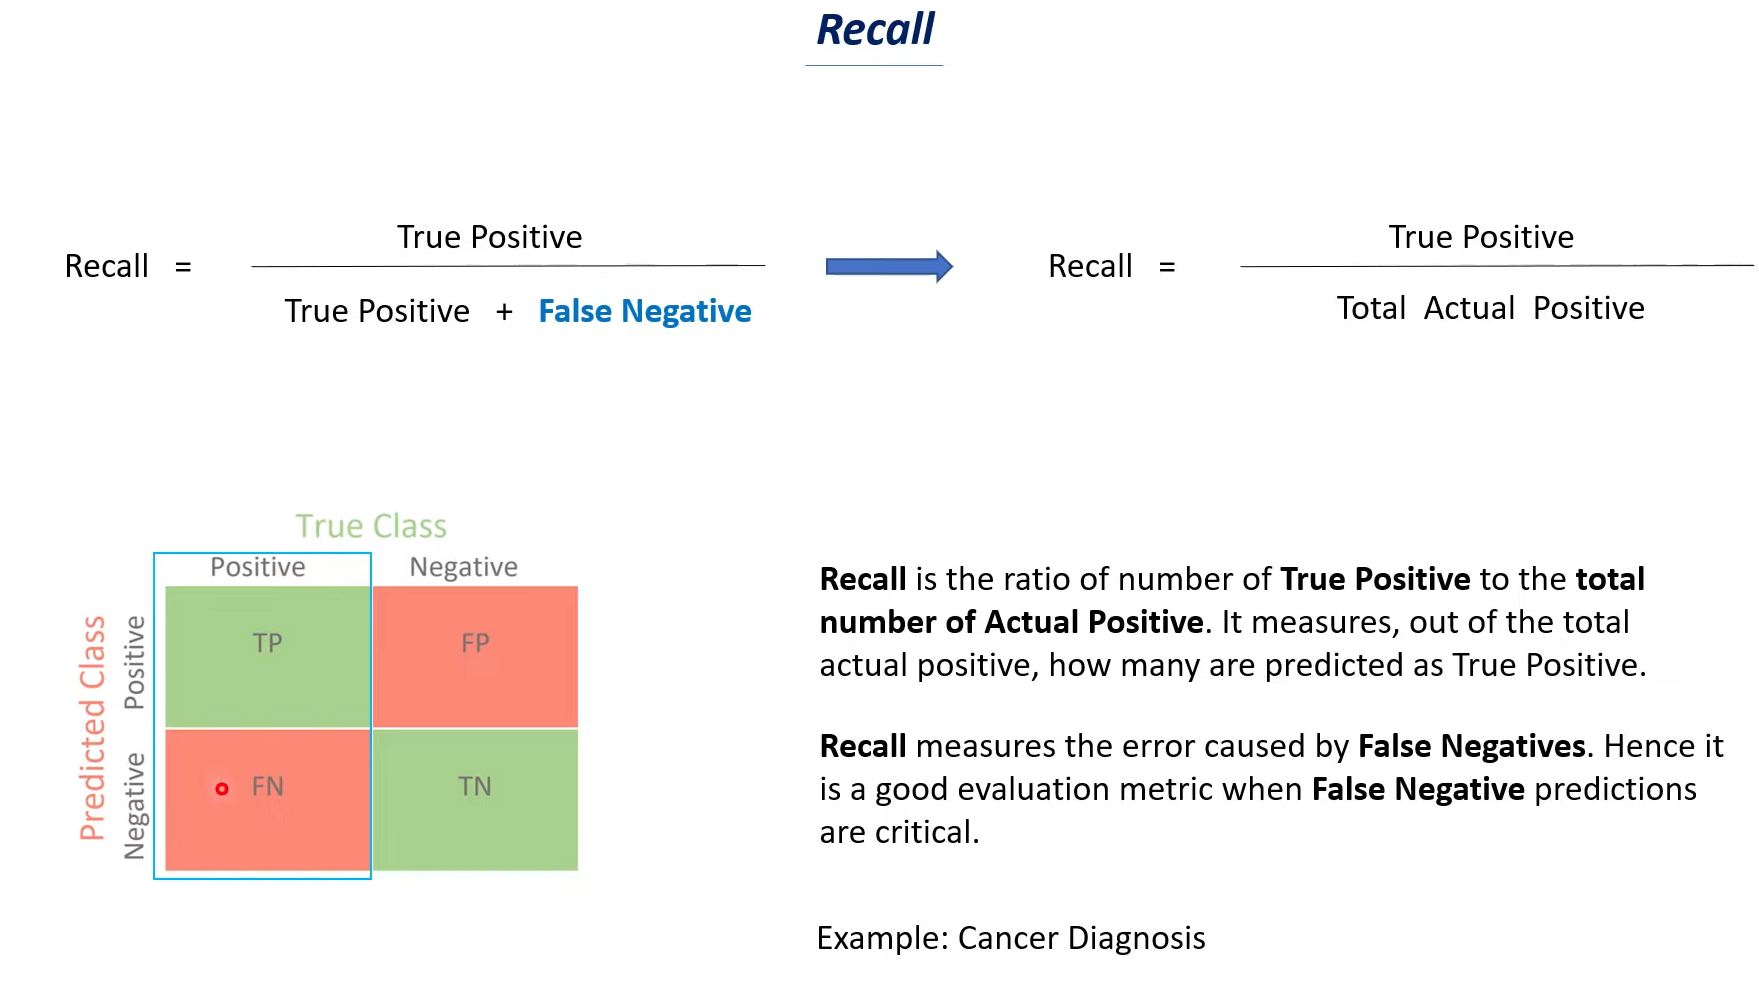 Recall
Recall = True Positive
True Positive + False Negative
Recall = True Positive
Total Actual Positive
True Class
Positive Negative
Predicted Class
Positive
Negative
TP FP
FN TN
Recall is the ratio of number of True Positive to the total
number of Actual Positive. It measures, out of the total
actual positive, how many are predicted as True Positive.
Recall measures the error caused by False Negatives. Hence it
is a good evaluation metric when False Negative predictions
are critical.
Example: Cancer Diagnosis